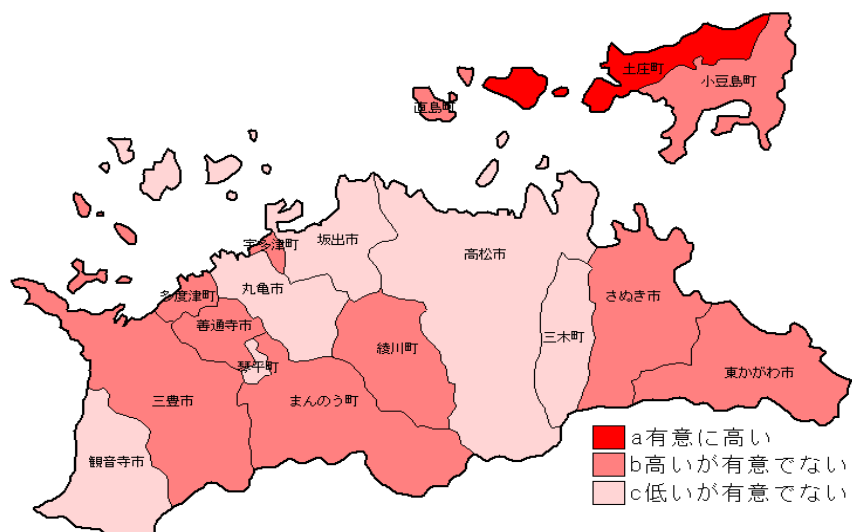 土庄町
小豆島町
直島町
宇多津町
坂出市
高松市
丸亀市
多度津町
さぬき市
善通寺市
三木町
綾川町
琴平町
東かがわ市
三豊市
まんのう町
観音寺市
a有意に高い
b高いが有意でない
c低いが有意でない